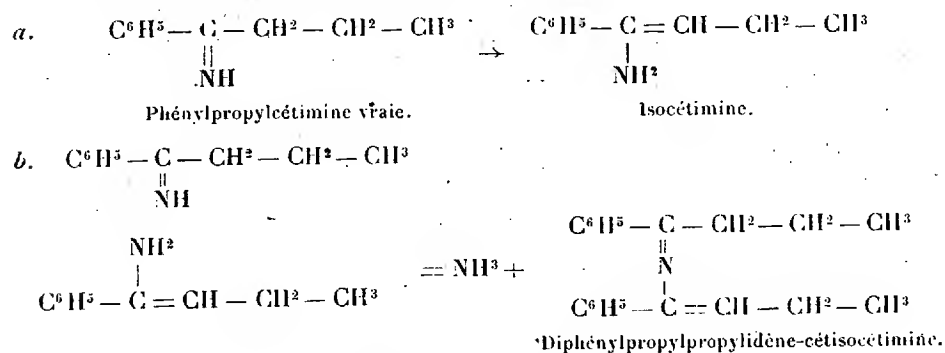 a. C⁶H⁵ — C — CH² — CH² — CH³ → C⁶H⁵ — C = CH — CH² — CH³
|| |
NH NH²
Phénylpropylcétimine vraie. Isocétimine.
b. C⁶H⁵ — C — CH² — CH² — CH³
||
NH
NH²
|
C⁶H⁵ — C = CH — CH² — CH³
= NH³ +
C⁶H⁵ — C — CH² — CH² — CH³
||
N
|
C⁶H⁵ — C = CH — CH² — CH³
Diphénylpropylpropylidène-cétisocétimine.